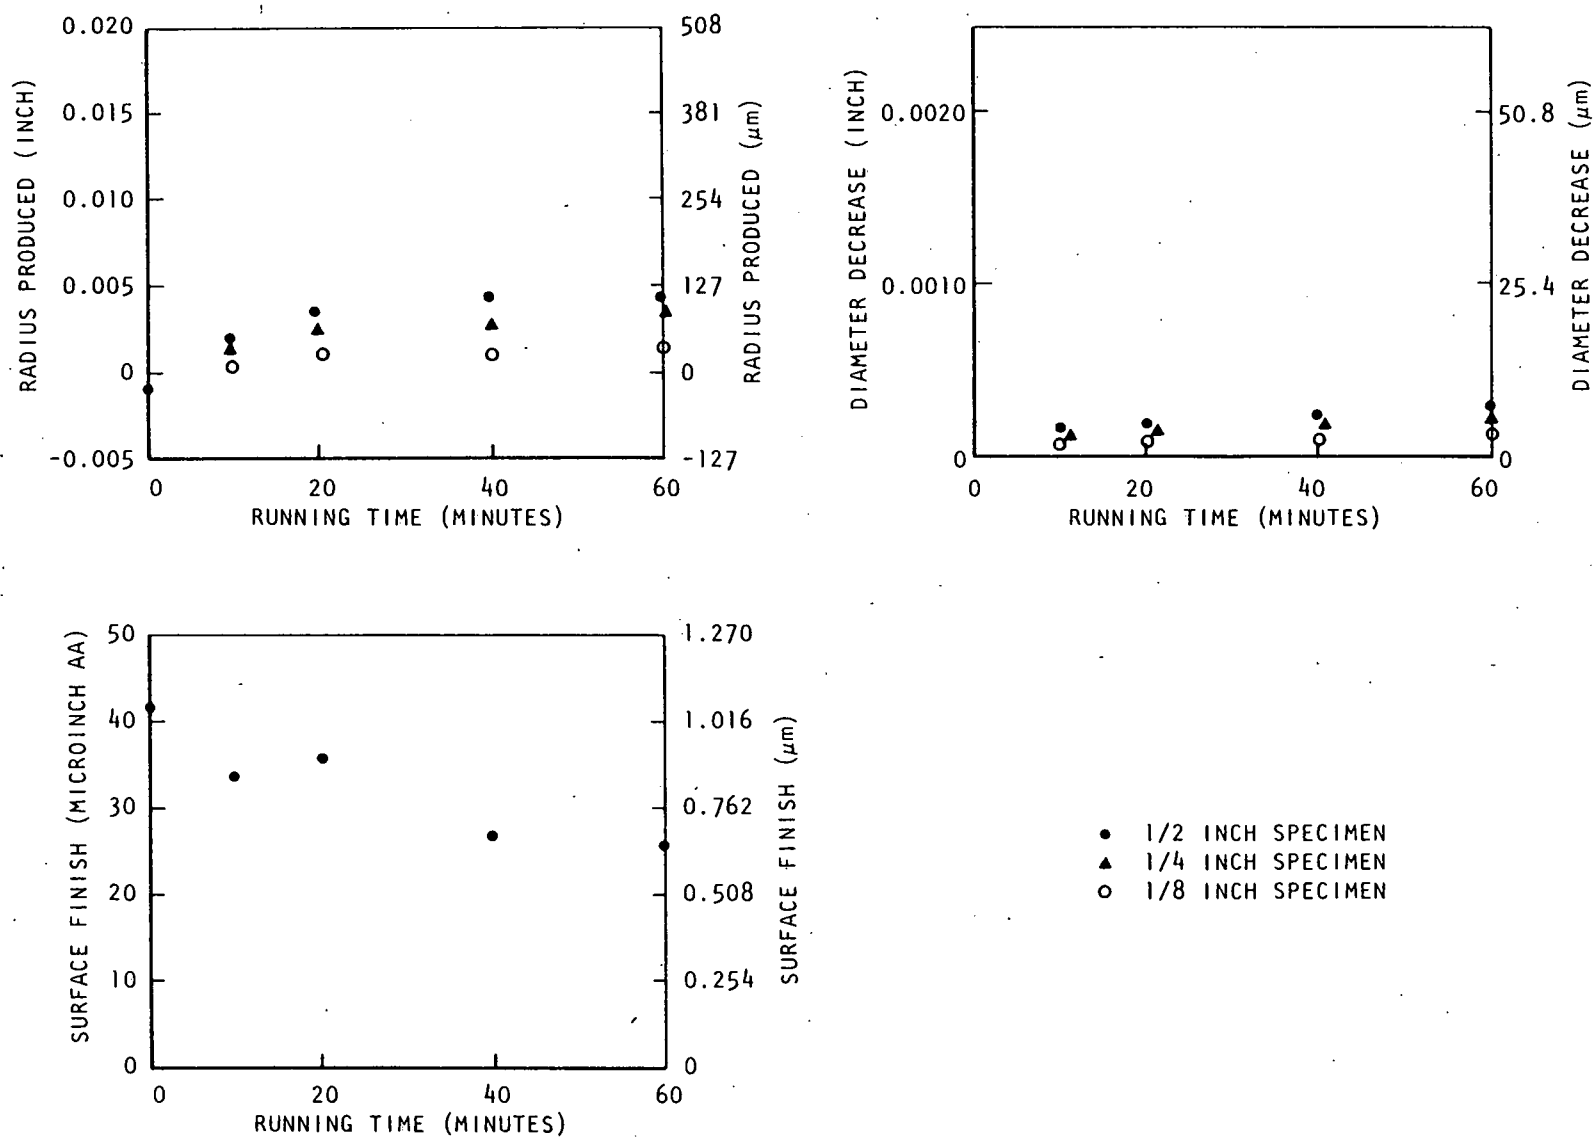 RADIUS PRODUCED (INCH)
0.020
0.015
0.010
0.005
0
-0.005
508
381
254
127
0
-127
RADIUS PRODUCED (μm)
0 20 40 60
RUNNING TIME (MINUTES)
DIAMETER DECREASE (INCH)
0.0020
0.0010
0
50.8
25.4
0
DIAMETER DECREASE (μm)
0 20 40 60
RUNNING TIME (MINUTES)
SURFACE FINISH (MICROINCH AA)
50
40
30
20
10
0
1.270
1.016
0.762
0.508
0.254
0
SURFACE FINISH (μm)
0 20 40 60
RUNNING TIME (MINUTES)
1/2 INCH SPECIMEN
1/4 INCH SPECIMEN
1/8 INCH SPECIMEN